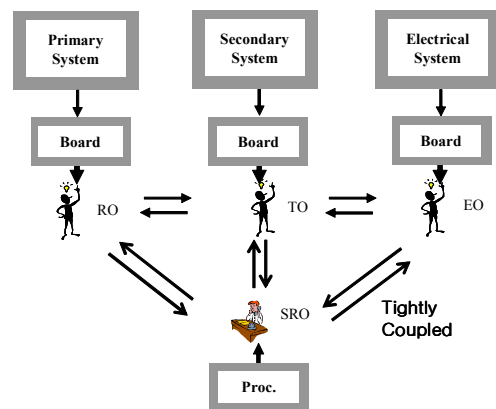 Primary
System
Secondary
System
Electrical
System
Board
Board
Board
RO
TO
EO
SRO
Tightly
Coupled
Proc.